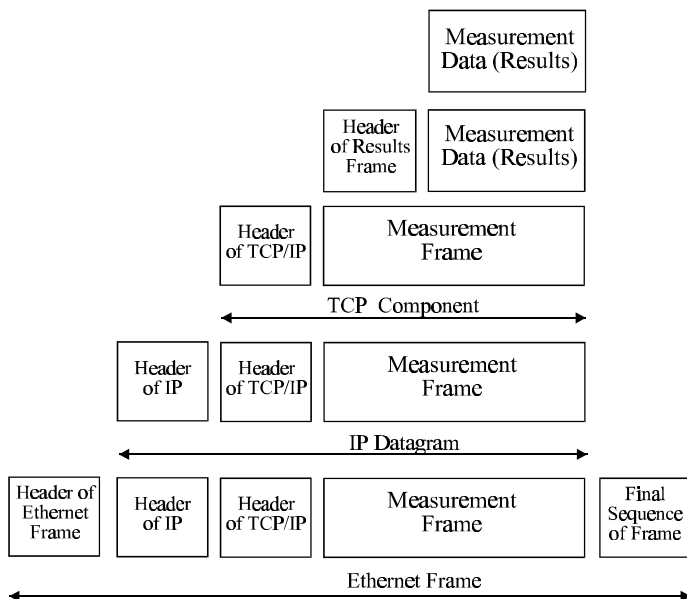 Measurement
Data (Results)
Header
of Results
Frame
Measurement
Data (Results)
Header
of TCP/IP
Measurement
Frame
TCP Component
Header
of IP
Header
of TCP/IP
Measurement
Frame
IP Datagram
Header of
Ethernet
Frame
Header
of IP
Header
of TCP/IP
Measurement
Frame
Final
Sequence
of Frame
Ethernet Frame